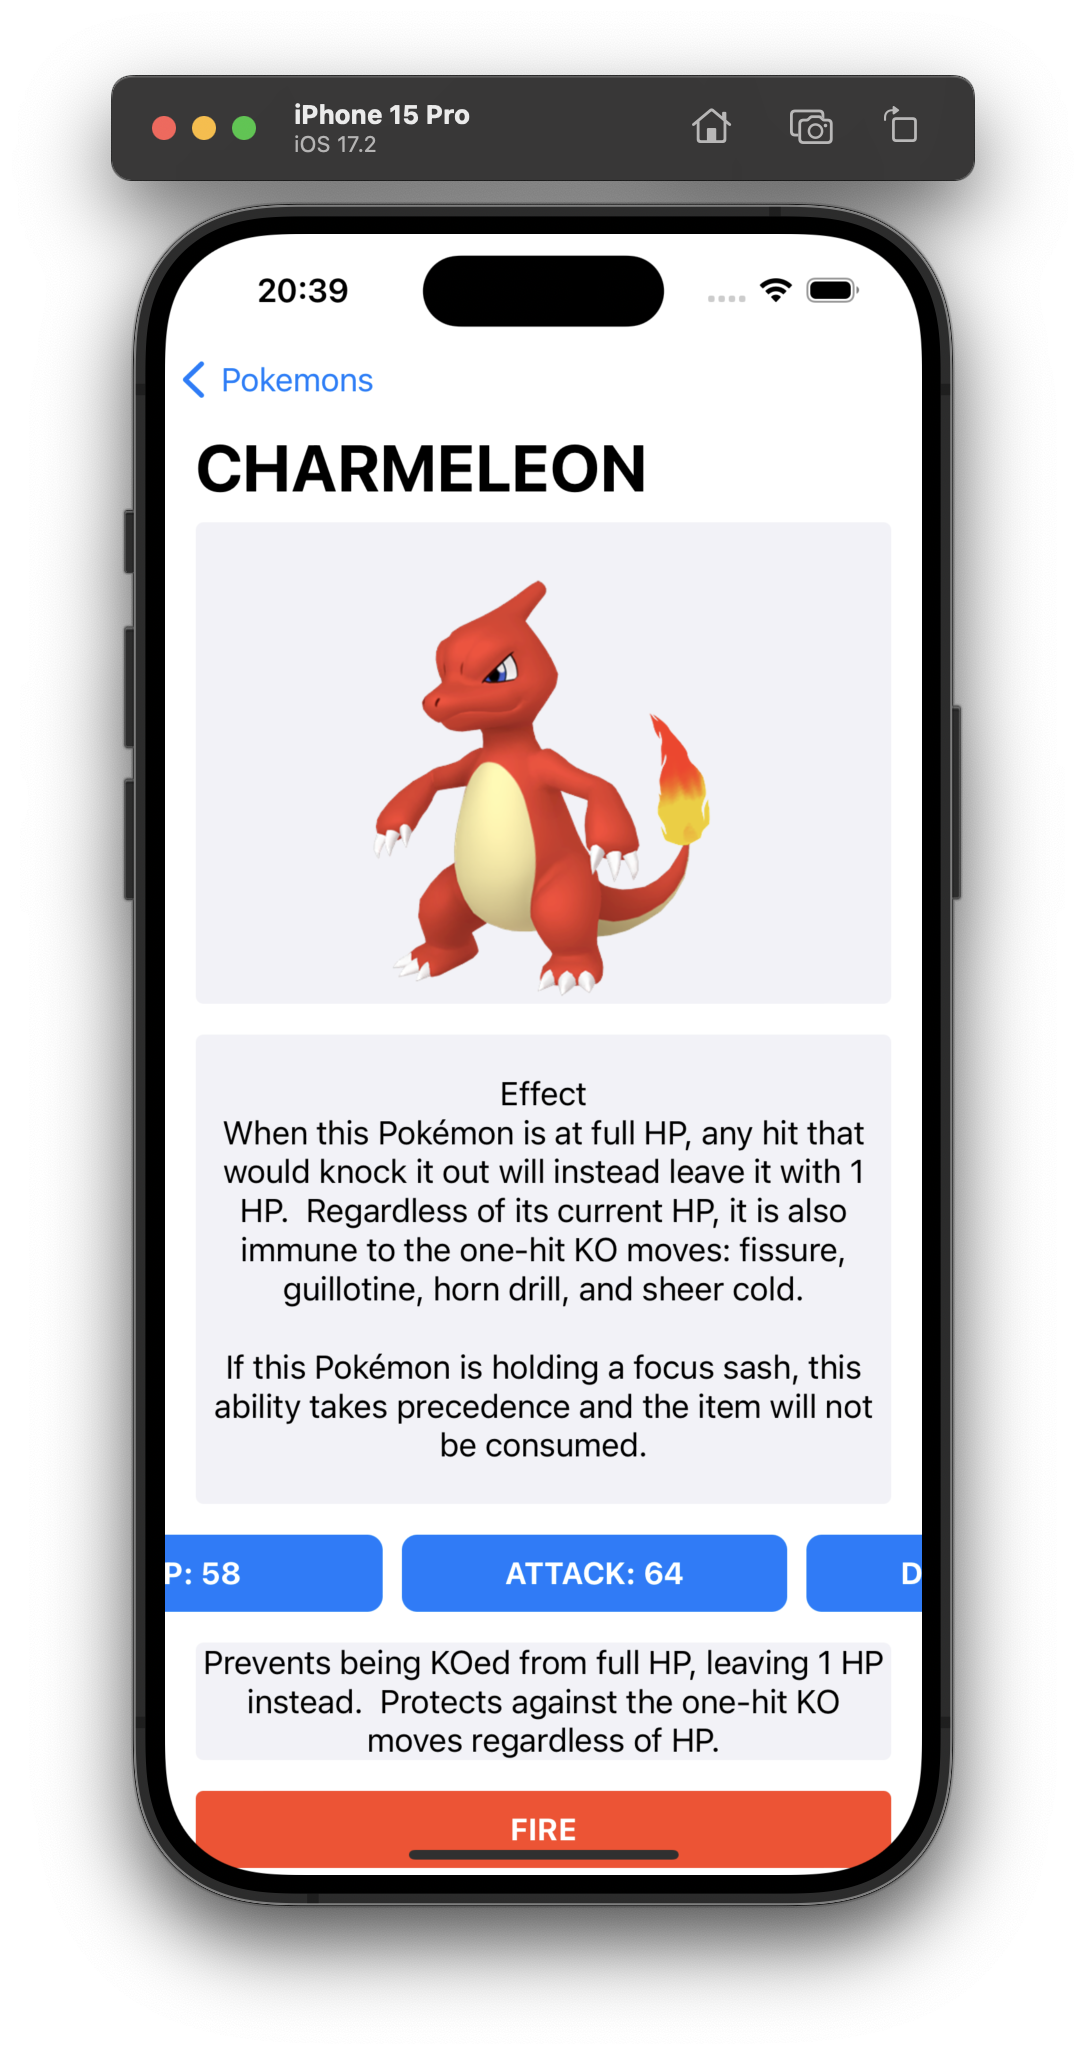 iPhone 15 Pro
iOS 17.2
20:39
Pokemons
CHARMELEON
Effect
When this Pokémon is at full HP, any hit that
would knock it out will instead leave it with 1
HP.  Regardless of its current HP, it is also
immune to the one-hit KO moves: fissure,
guillotine, horn drill, and sheer cold.
If this Pokémon is holding a focus sash, this
ability takes precedence and the item will not
be consumed.
P: 58
ATTACK: 64
D
Prevents being KOed from full HP, leaving 1 HP
instead.  Protects against the one-hit KO
moves regardless of HP.
FIRE